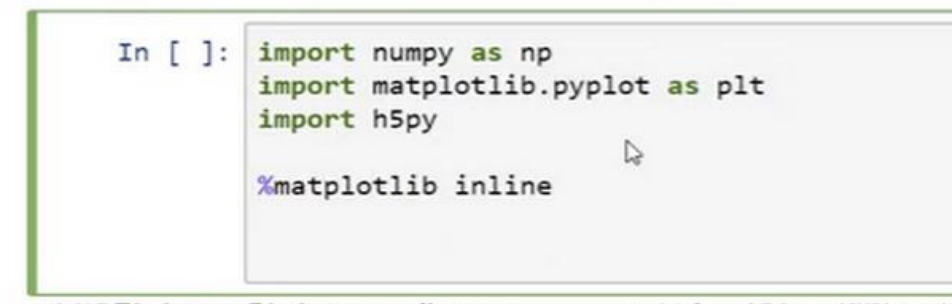 In [ ]: import numpy as np
import matplotlib.pyplot as plt
import h5py
%matplotlib inline